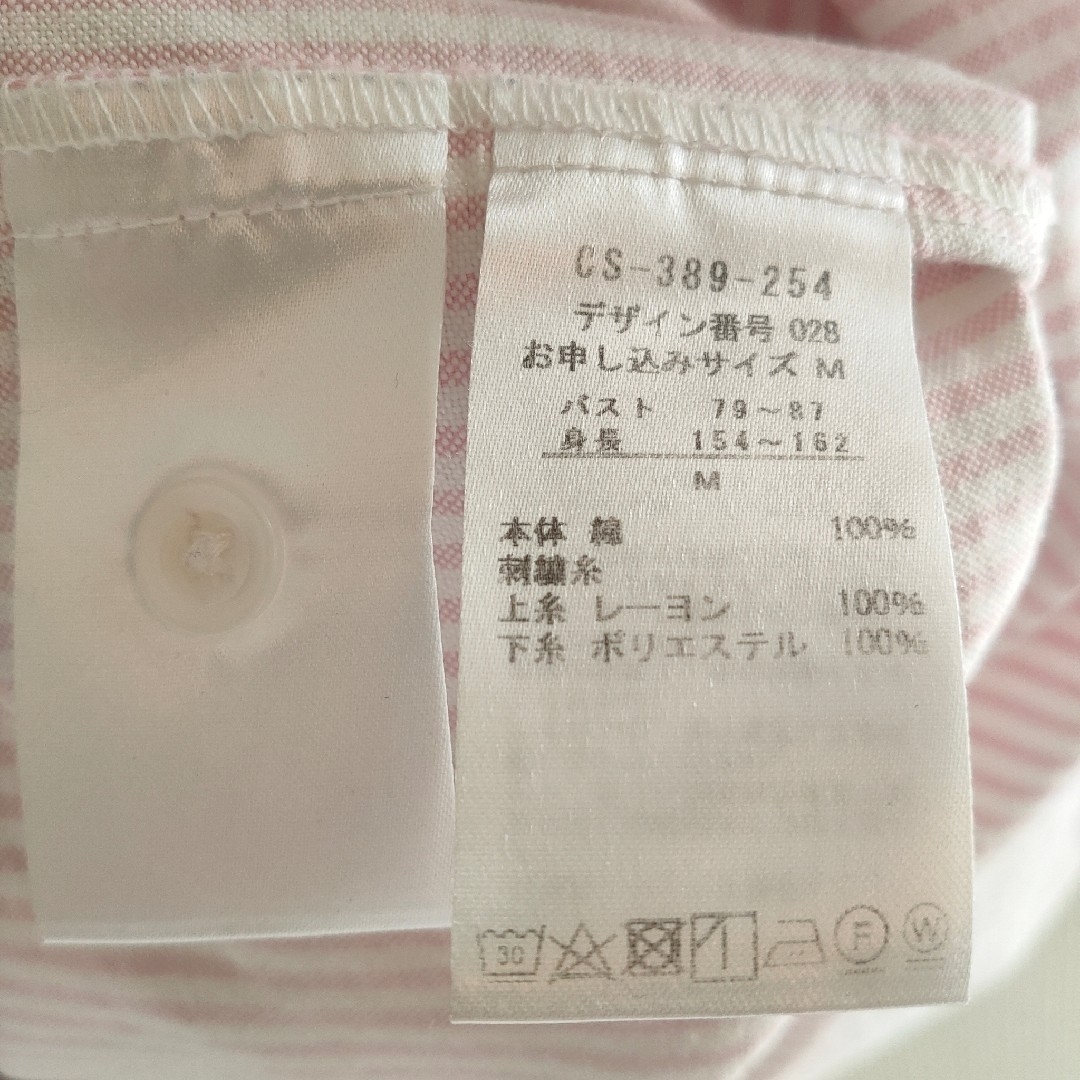 CS-389-254
デザイン番号 028
お申し込みサイズ M
バスト 79～87
身長 154～162
M
本体 綿 100%
刺繍糸
上糸 レーヨン 100%
下糸 ポリエステル 100%
30 F W